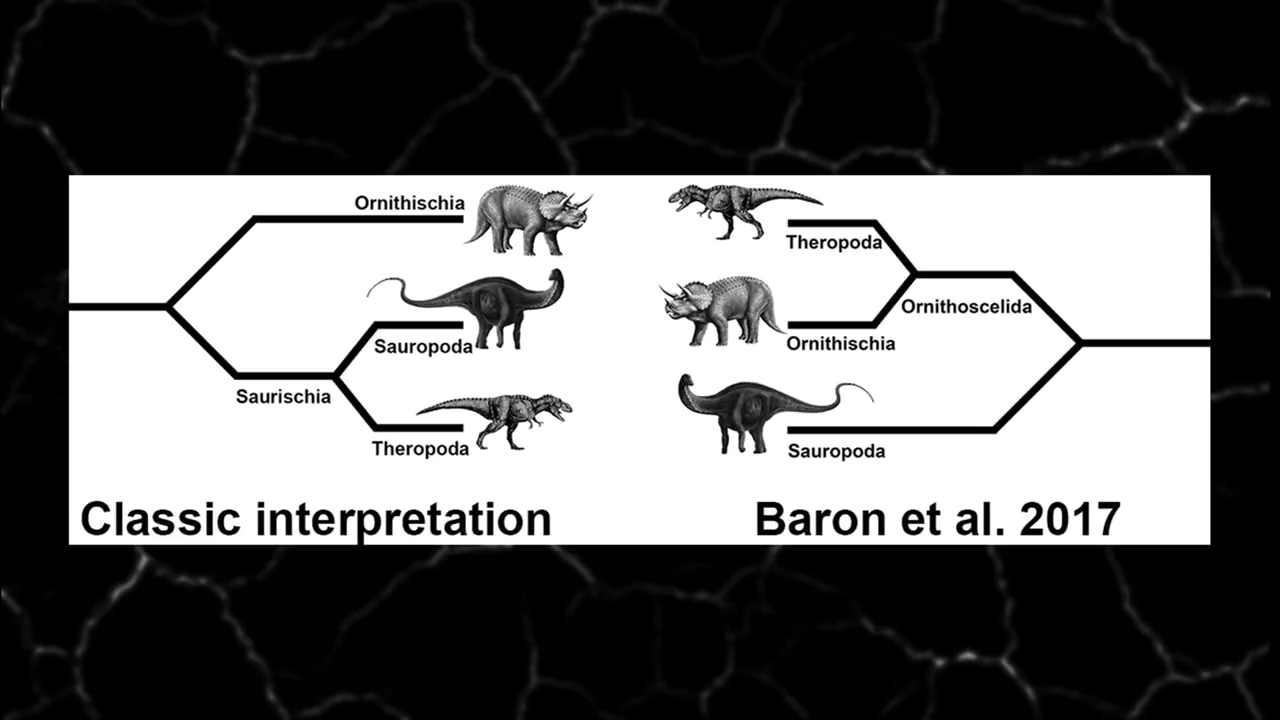 Ornithischia
Sauropoda
Saurischia
Theropoda
Classic interpretation
Theropoda
Ornithoscelida
Ornithischia
Sauropoda
Baron et al. 2017